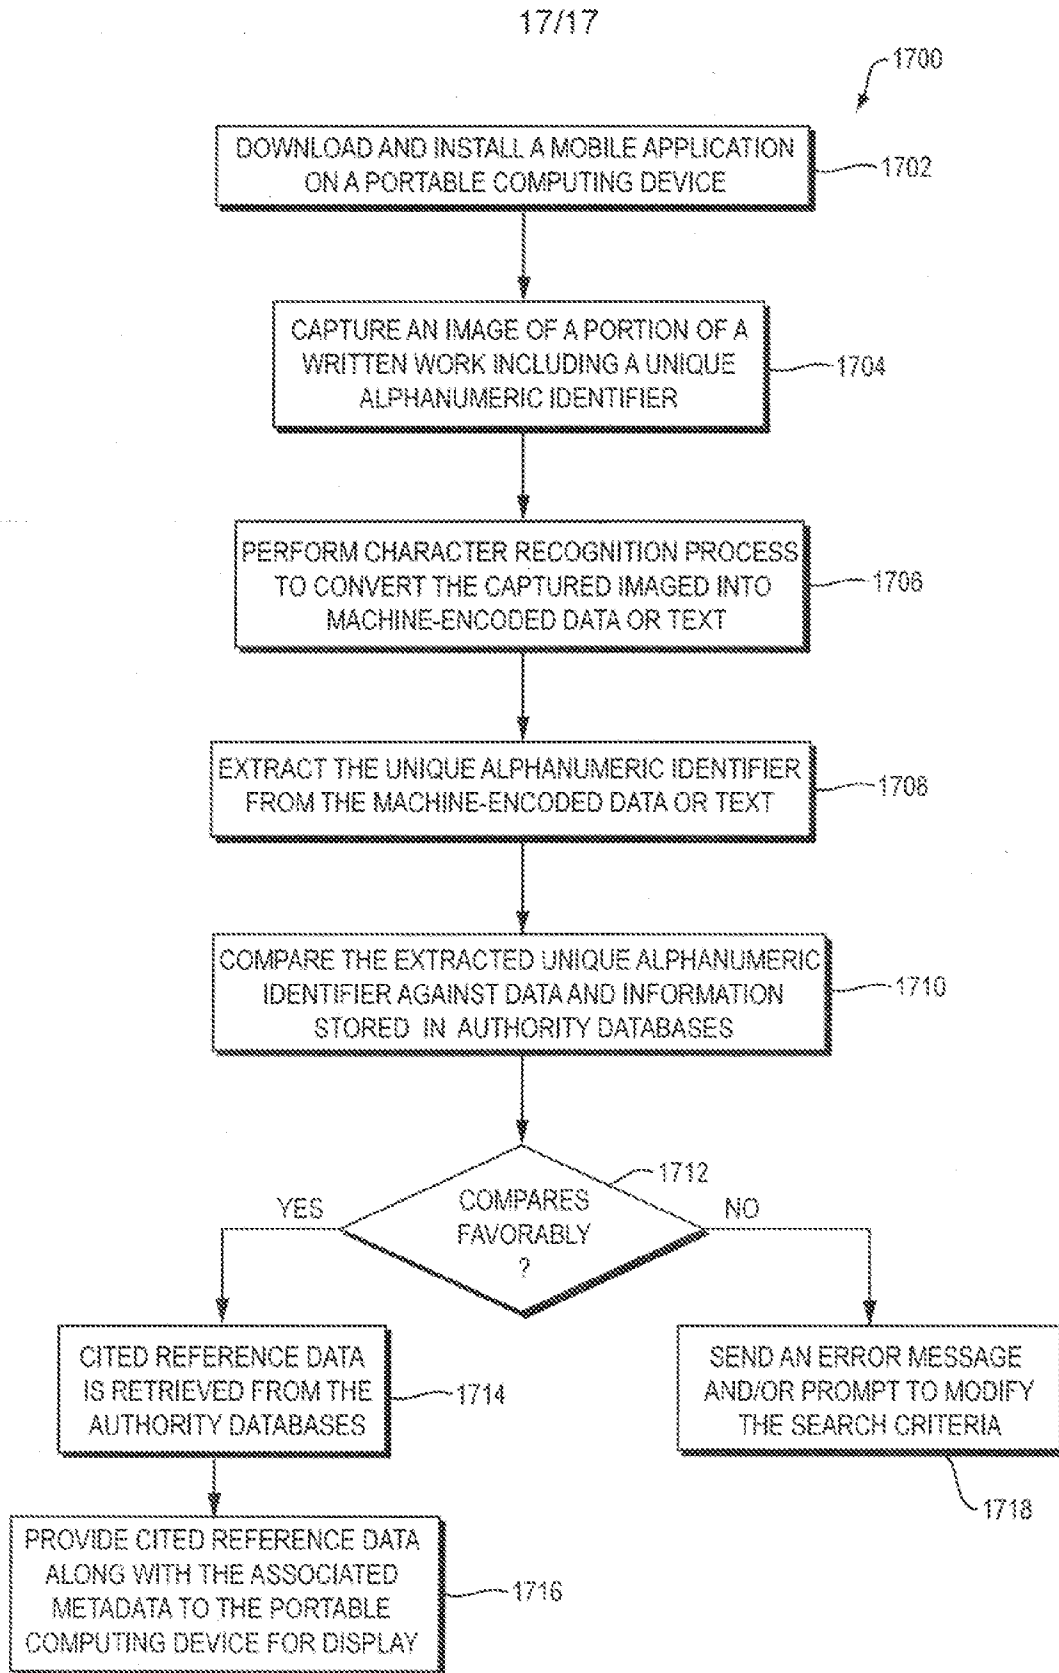 17/17
1700
DOWNLOAD AND INSTALL A MOBILE APPLICATION
ON A PORTABLE COMPUTING DEVICE
1702
CAPTURE AN IMAGE OF A PORTION OF A
WRITTEN WORK INCLUDING A UNIQUE
ALPHANUMERIC IDENTIFIER
1704
PERFORM CHARACTER RECOGNITION PROCESS
TO CONVERT THE CAPTURED IMAGED INTO
MACHINE-ENCODED DATA OR TEXT
1706
EXTRACT THE UNIQUE ALPHANUMERIC IDENTIFIER
FROM THE MACHINE-ENCODED DATA OR TEXT
1708
COMPARE THE EXTRACTED UNIQUE ALPHANUMERIC
IDENTIFIER AGAINST DATA AND INFORMATION
STORED IN AUTHORITY DATABASES
1710
1712
COMPARES
FAVORABLY
?
YES
NO
CITED REFERENCE DATA
IS RETRIEVED FROM THE
AUTHORITY DATABASES
1714
SEND AN ERROR MESSAGE
AND/OR PROMPT TO MODIFY
THE SEARCH CRITERIA
1718
PROVIDE CITED REFERENCE DATA
ALONG WITH THE ASSOCIATED
METADATA TO THE PORTABLE
COMPUTING DEVICE FOR DISPLAY
1716